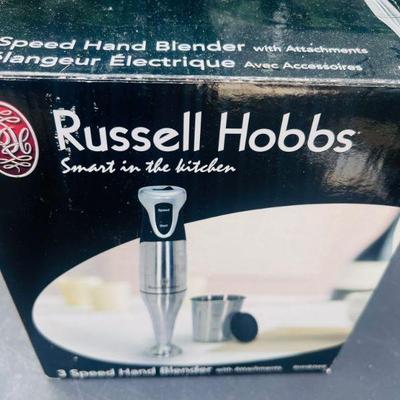 Speed Hand Blender with Attachments
élangeur Électrique Avec Accessoires
Russell Hobbs
Smart in the kitchen
3 Speed Hand Blender with Attachments